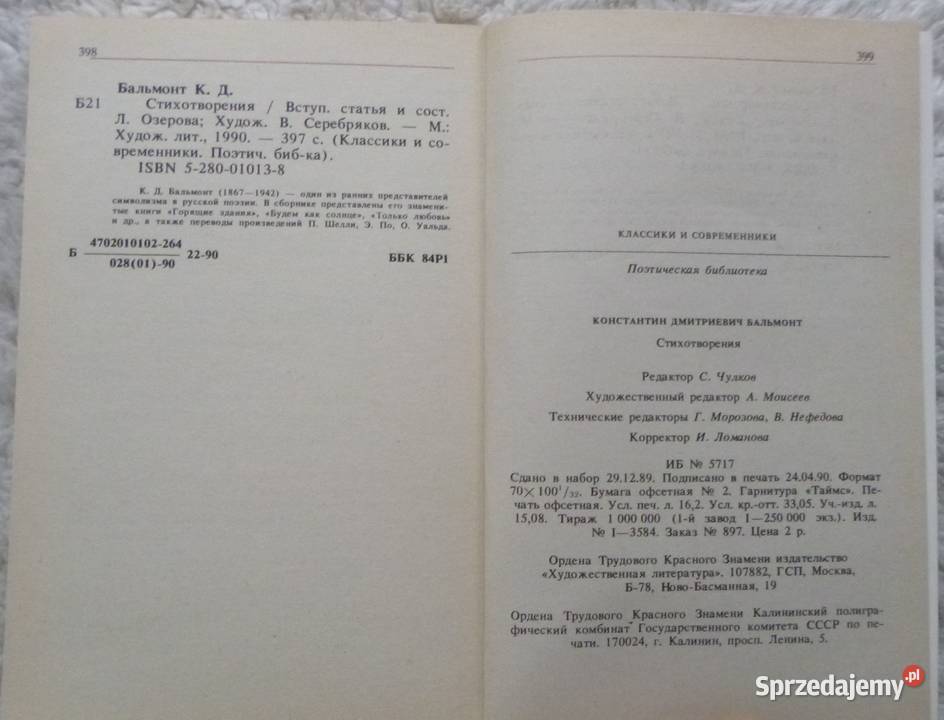 398
Бальмонт К. Д.
Б21 Стихотворения / Вступ. статья и сост.
Л. Озерова; Худож. В. Серебряков. — М.:
Худож. лит., 1990. — 397 с. (Классики и со-
временники. Поэтич. биб-ка).
ISBN 5-280-01013-8
К. Д. Бальмонт (1867—1942) — один из ранних представителей
символизма в русской поэзии. В сборнике представлены его знамени-
тые книги «Горящие здания», «Будем как солнце», «Только любовь»
и др., а также переводы произведений П. Шелли, Э. По, О. Уальда.
Б 4702010102-264 22-90
028(01)-90
ББК 84Р1
399
КЛАССИКИ И СОВРЕМЕННИКИ
Поэтическая библиотека
КОНСТАНТИН ДМИТРИЕВИЧ БАЛЬМОНТ
Стихотворения
Редактор С. Чулков
Художественный редактор А. Моисеев
Технические редакторы Г. Морозова, В. Нефедова
Корректор И. Ломанова
ИБ № 5717
Сдано в набор 29.12.89. Подписано в печать 24.04.90. Формат
70×100¹/₃₂. Бумага офсетная № 2. Гарнитура «Таймс». Пе-
чать офсетная. Усл. печ. л. 16,2. Усл. кр.-отт. 33,05. Уч.-изд. л.
15,08. Тираж 1 000 000 (1-й завод 1—250 000 экз.). Изд.
№ I—3584. Заказ № 897. Цена 2 р.
Ордена Трудового Красного Знамени издательство
«Художественная литература». 107882, ГСП, Москва,
Б-78, Ново-Басманная, 19
Ордена Трудового Красного Знамени Калининский полигра-
фический комбинат Государственного комитета СССР по пе-
чати. 170024, г. Калинин, просп. Ленина, 5.
Sprzedajemy.pl